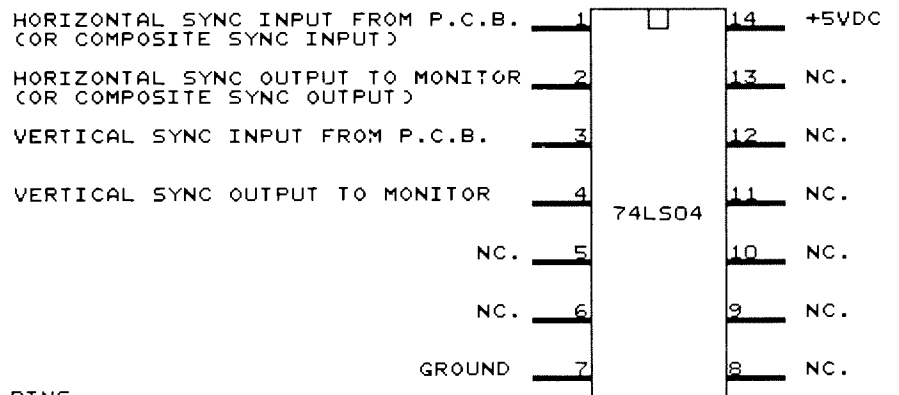 HORIZONTAL SYNC INPUT FROM P.C.B. 1 14 +5VDC
(OR COMPOSITE SYNC INPUT)
HORIZONTAL SYNC OUTPUT TO MONITOR 2 13 NC.
(OR COMPOSITE SYNC OUTPUT)
VERTICAL SYNC INPUT FROM P.C.B. 3 12 NC.
VERTICAL SYNC OUTPUT TO MONITOR 4 11 NC.
74LS04
NC. 5 10 NC.
NC. 6 9 NC.
GROUND 7 8 NC.